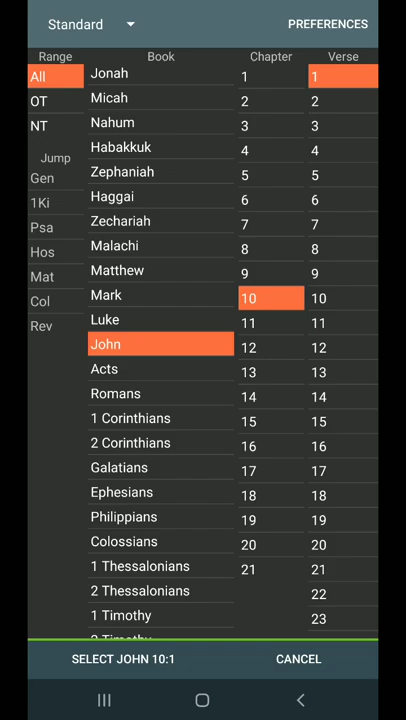 Standard
PREFERENCES
Range
Book
Chapter
Verse
All
OT
NT
Jump
Gen
1Ki
Psa
Hos
Mat
Col
Rev
Jonah
Micah
Nahum
Habakkuk
Zephaniah
Haggai
Zechariah
Malachi
Matthew
Mark
Luke
John
Acts
Romans
1 Corinthians
2 Corinthians
Galatians
Ephesians
Philippians
Colossians
1 Thessalonians
2 Thessalonians
1 Timothy
2 Timothy
1
2
3
4
5
6
7
8
9
10
11
12
13
14
15
16
17
18
19
20
21
1
2
3
4
5
6
7
8
9
10
11
12
13
14
15
16
17
18
19
20
21
22
23
SELECT JOHN 10:1
CANCEL